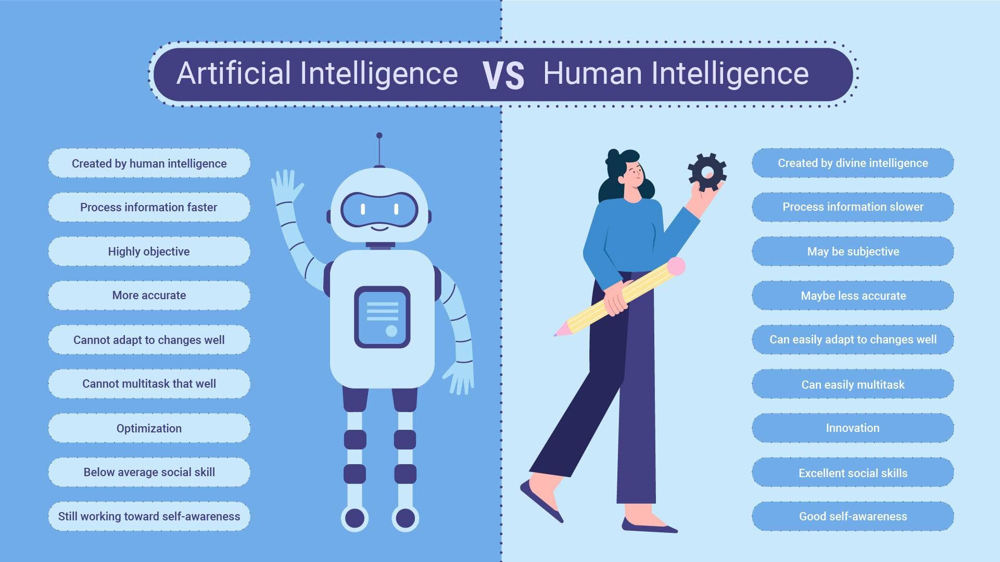 Artificial Intelligence VS Human Intelligence
Created by human intelligence
Process information faster
Highly objective
More accurate
Cannot adapt to changes well
Cannot multitask that well
Optimization
Below average social skill
Still working toward self-awareness
Created by divine intelligence
Process information slower
May be subjective
Maybe less accurate
Can easily adapt to changes well
Can easily multitask
Innovation
Excellent social skills
Good self-awareness